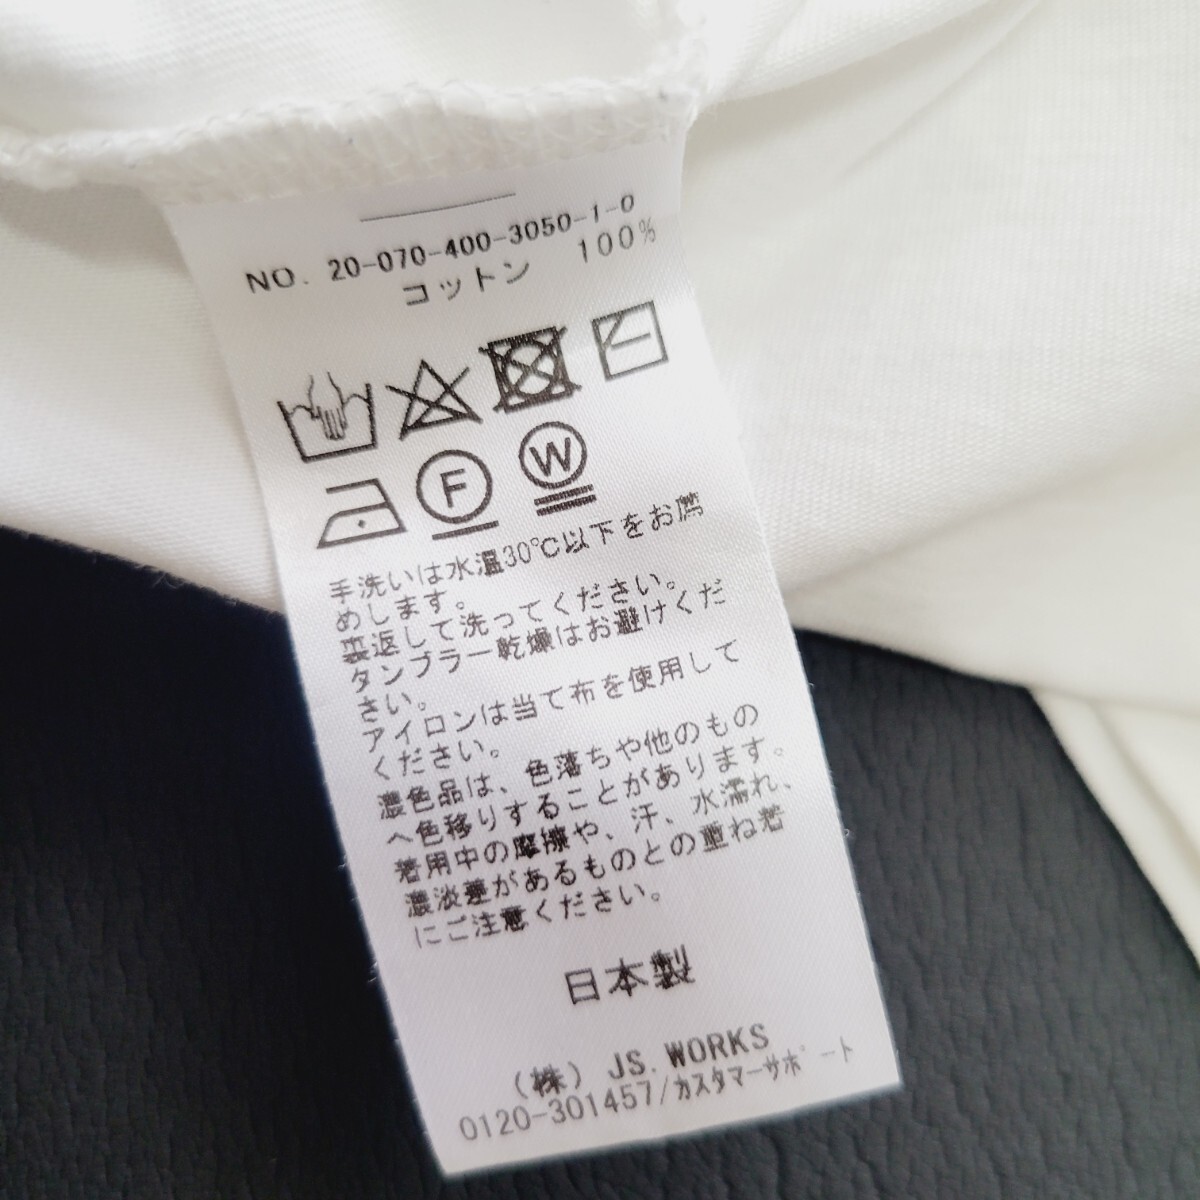 NO. 20-070-400-3050-1-0
コットン 100%
F
W
手洗いは水温30℃以下をお薦
めします。
裏返して洗ってください。
タンブラー乾燥はお避けくだ
さい。
アイロンは当て布を使用して
ください。
濃色品は、色落ちや他のもの
へ色移りすることがあります。
着用中の摩擦や、汗、水濡れ、
濃淡差があるものとの重ね着
にご注意ください。
日本製
(株) JS.WORKS
0120-301457/カスタマーサポート